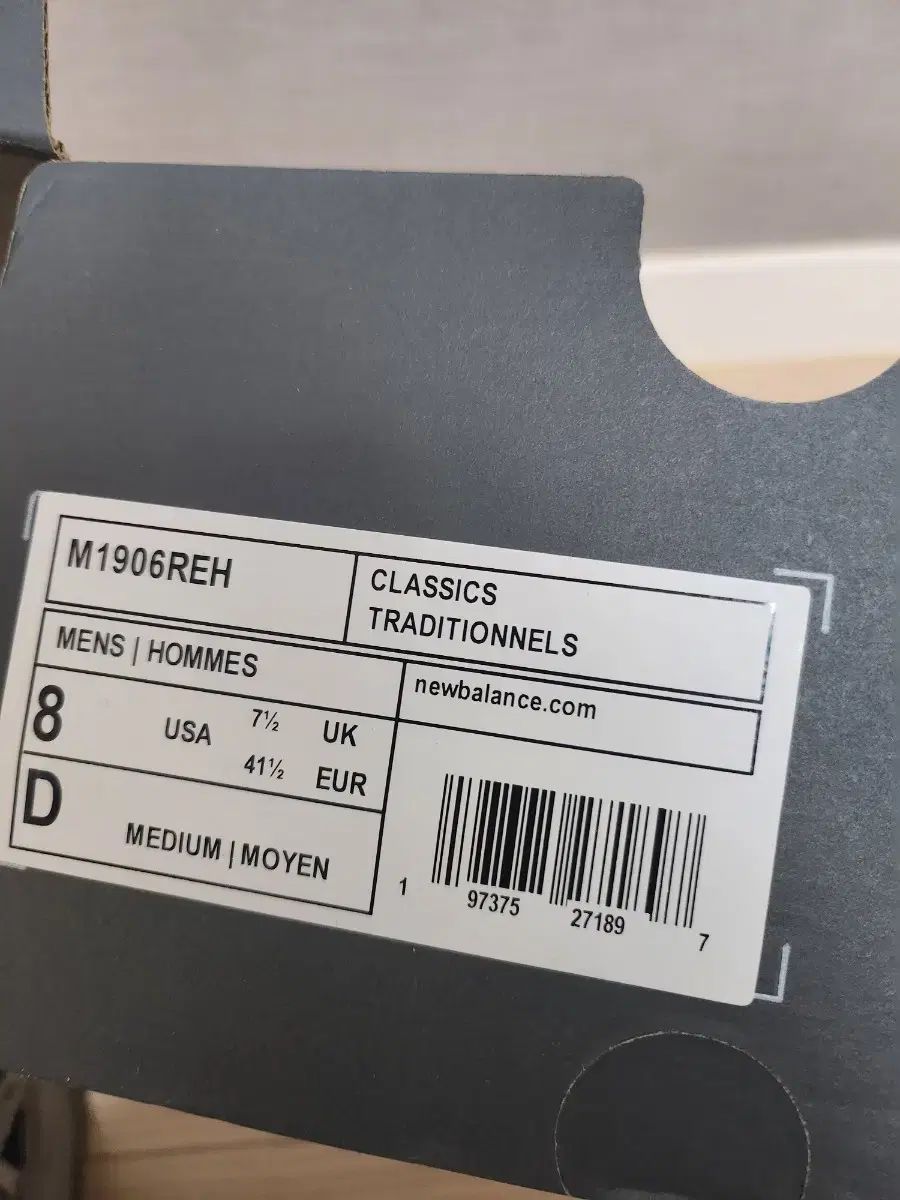 M1906REH
CLASSICS
TRADITIONNELS
MENS | HOMMES
newbalance.com
8 USA 7½ UK
41½ EUR
D MEDIUM | MOYEN
1 97375 27189 7